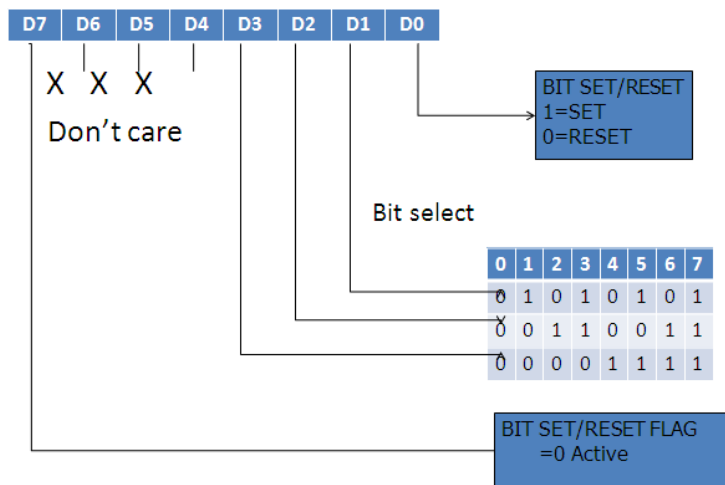 D7 D6 D5 D4 D3 D2 D1 D0
X X X
Don't care
BIT SET/RESET
1=SET
0=RESET
Bit select
0 1 2 3 4 5 6 7
0 1 0 1 0 1 0 1
0 0 1 1 0 0 1 1
0 0 0 0 1 1 1 1
BIT SET/RESET FLAG
=0 Active